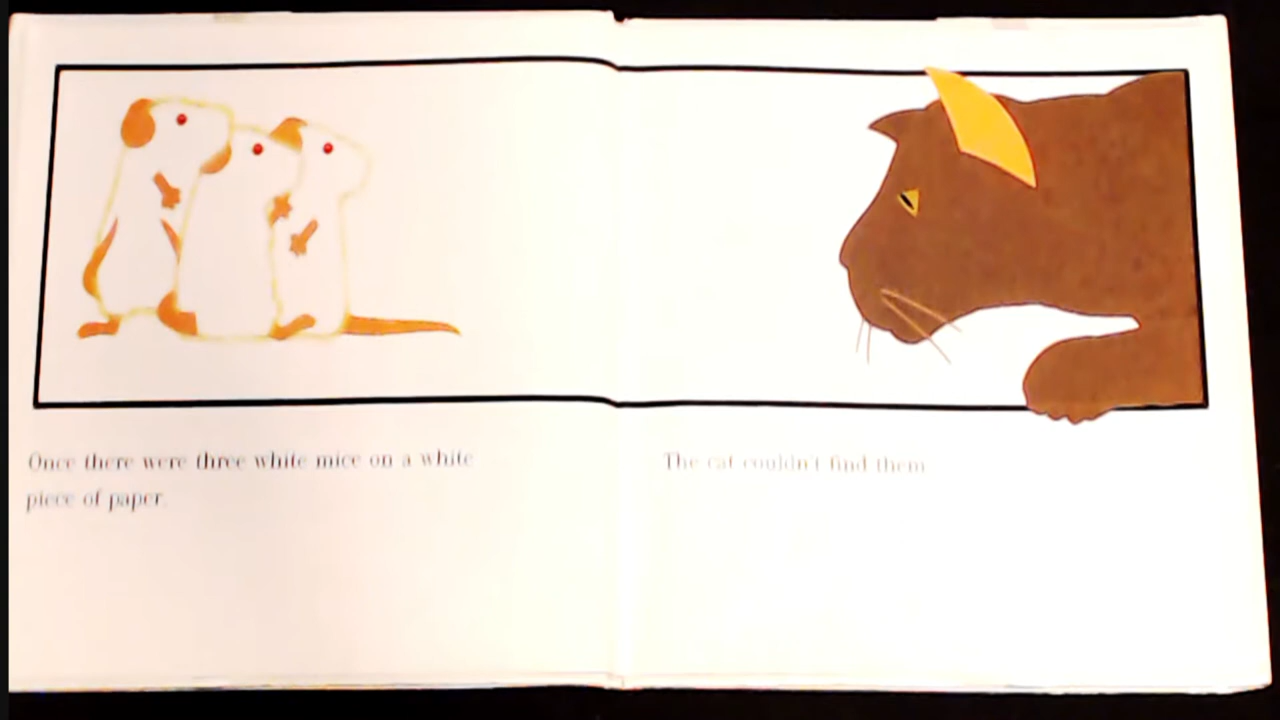 Once there were three white mice on a white
piece of paper.
The cat couldn't find them